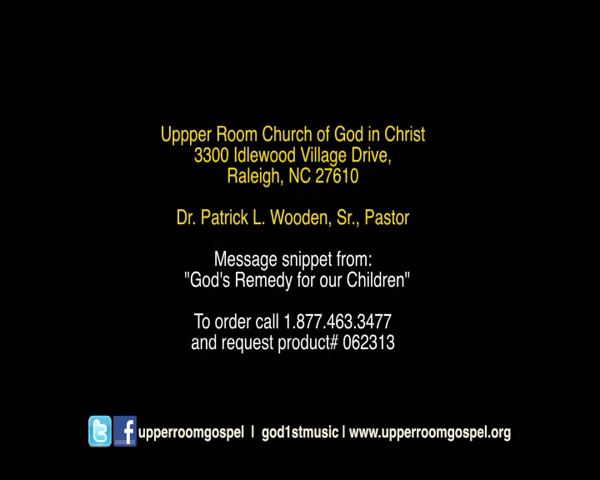 Uppper Room Church of God in Christ
3300 Idlewood Village Drive,
Raleigh, NC 27610
Dr. Patrick L. Wooden, Sr., Pastor
Message snippet from:
"God's Remedy for our Children"
To order call 1.877.463.3477
and request product# 062313
upperroomgospel | god1stmusic | www.upperroomgospel.org